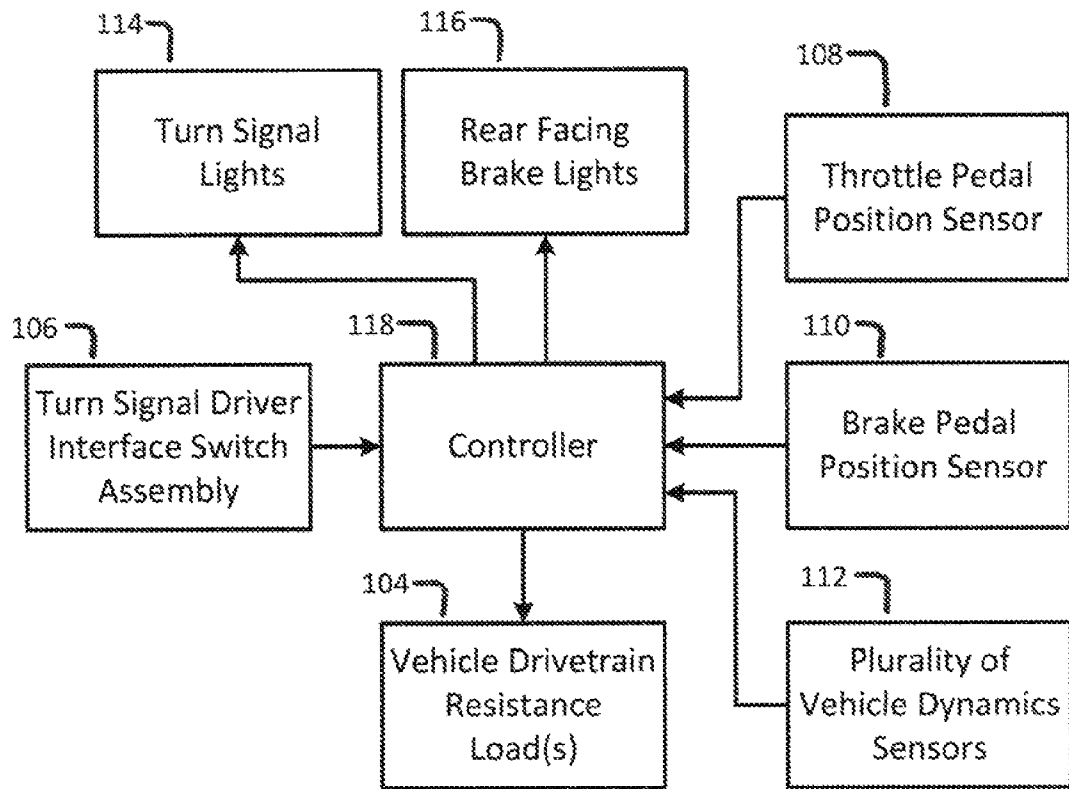 114
Turn Signal
Lights
116
Rear Facing
Brake Lights
108
Throttle Pedal
Position Sensor
106
Turn Signal Driver
Interface Switch
Assembly
118
Controller
110
Brake Pedal
Position Sensor
104
Vehicle Drivetrain
Resistance
Load(s)
112
Plurality of
Vehicle Dynamics
Sensors